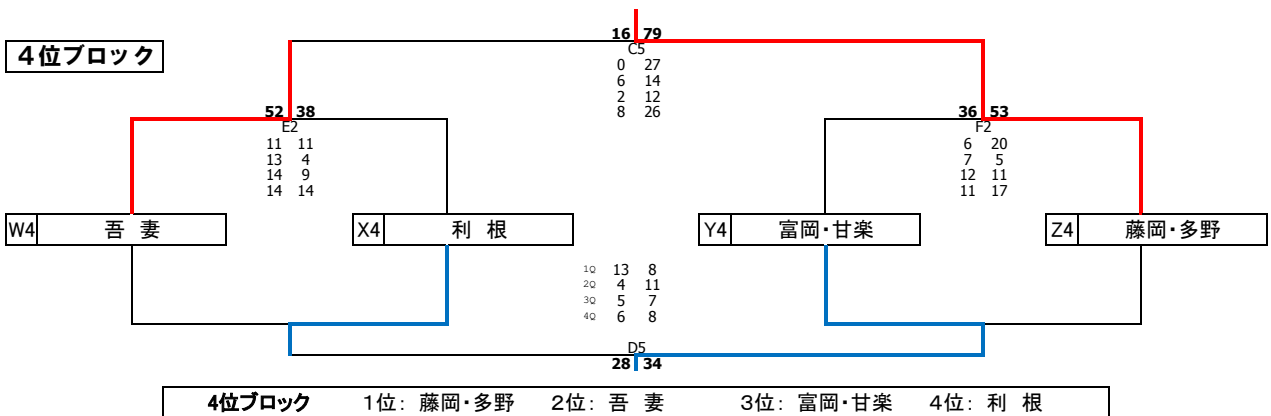 4位ブロック
16 79
C5
0 27
6 14
2 12
8 26
52 38
E2
11 11
13 4
14 9
14 14
36 53
F2
6 20
7 5
12 11
11 17
W4 吾 妻
X4 利 根
Y4 富岡・甘楽
Z4 藤岡・多野
1Q 13 8
2Q 4 11
3Q 5 7
4Q 6 8
D5
28 34
4位ブロック 1位: 藤岡・多野 2位: 吾 妻 3位: 富岡・甘楽 4位: 利 根